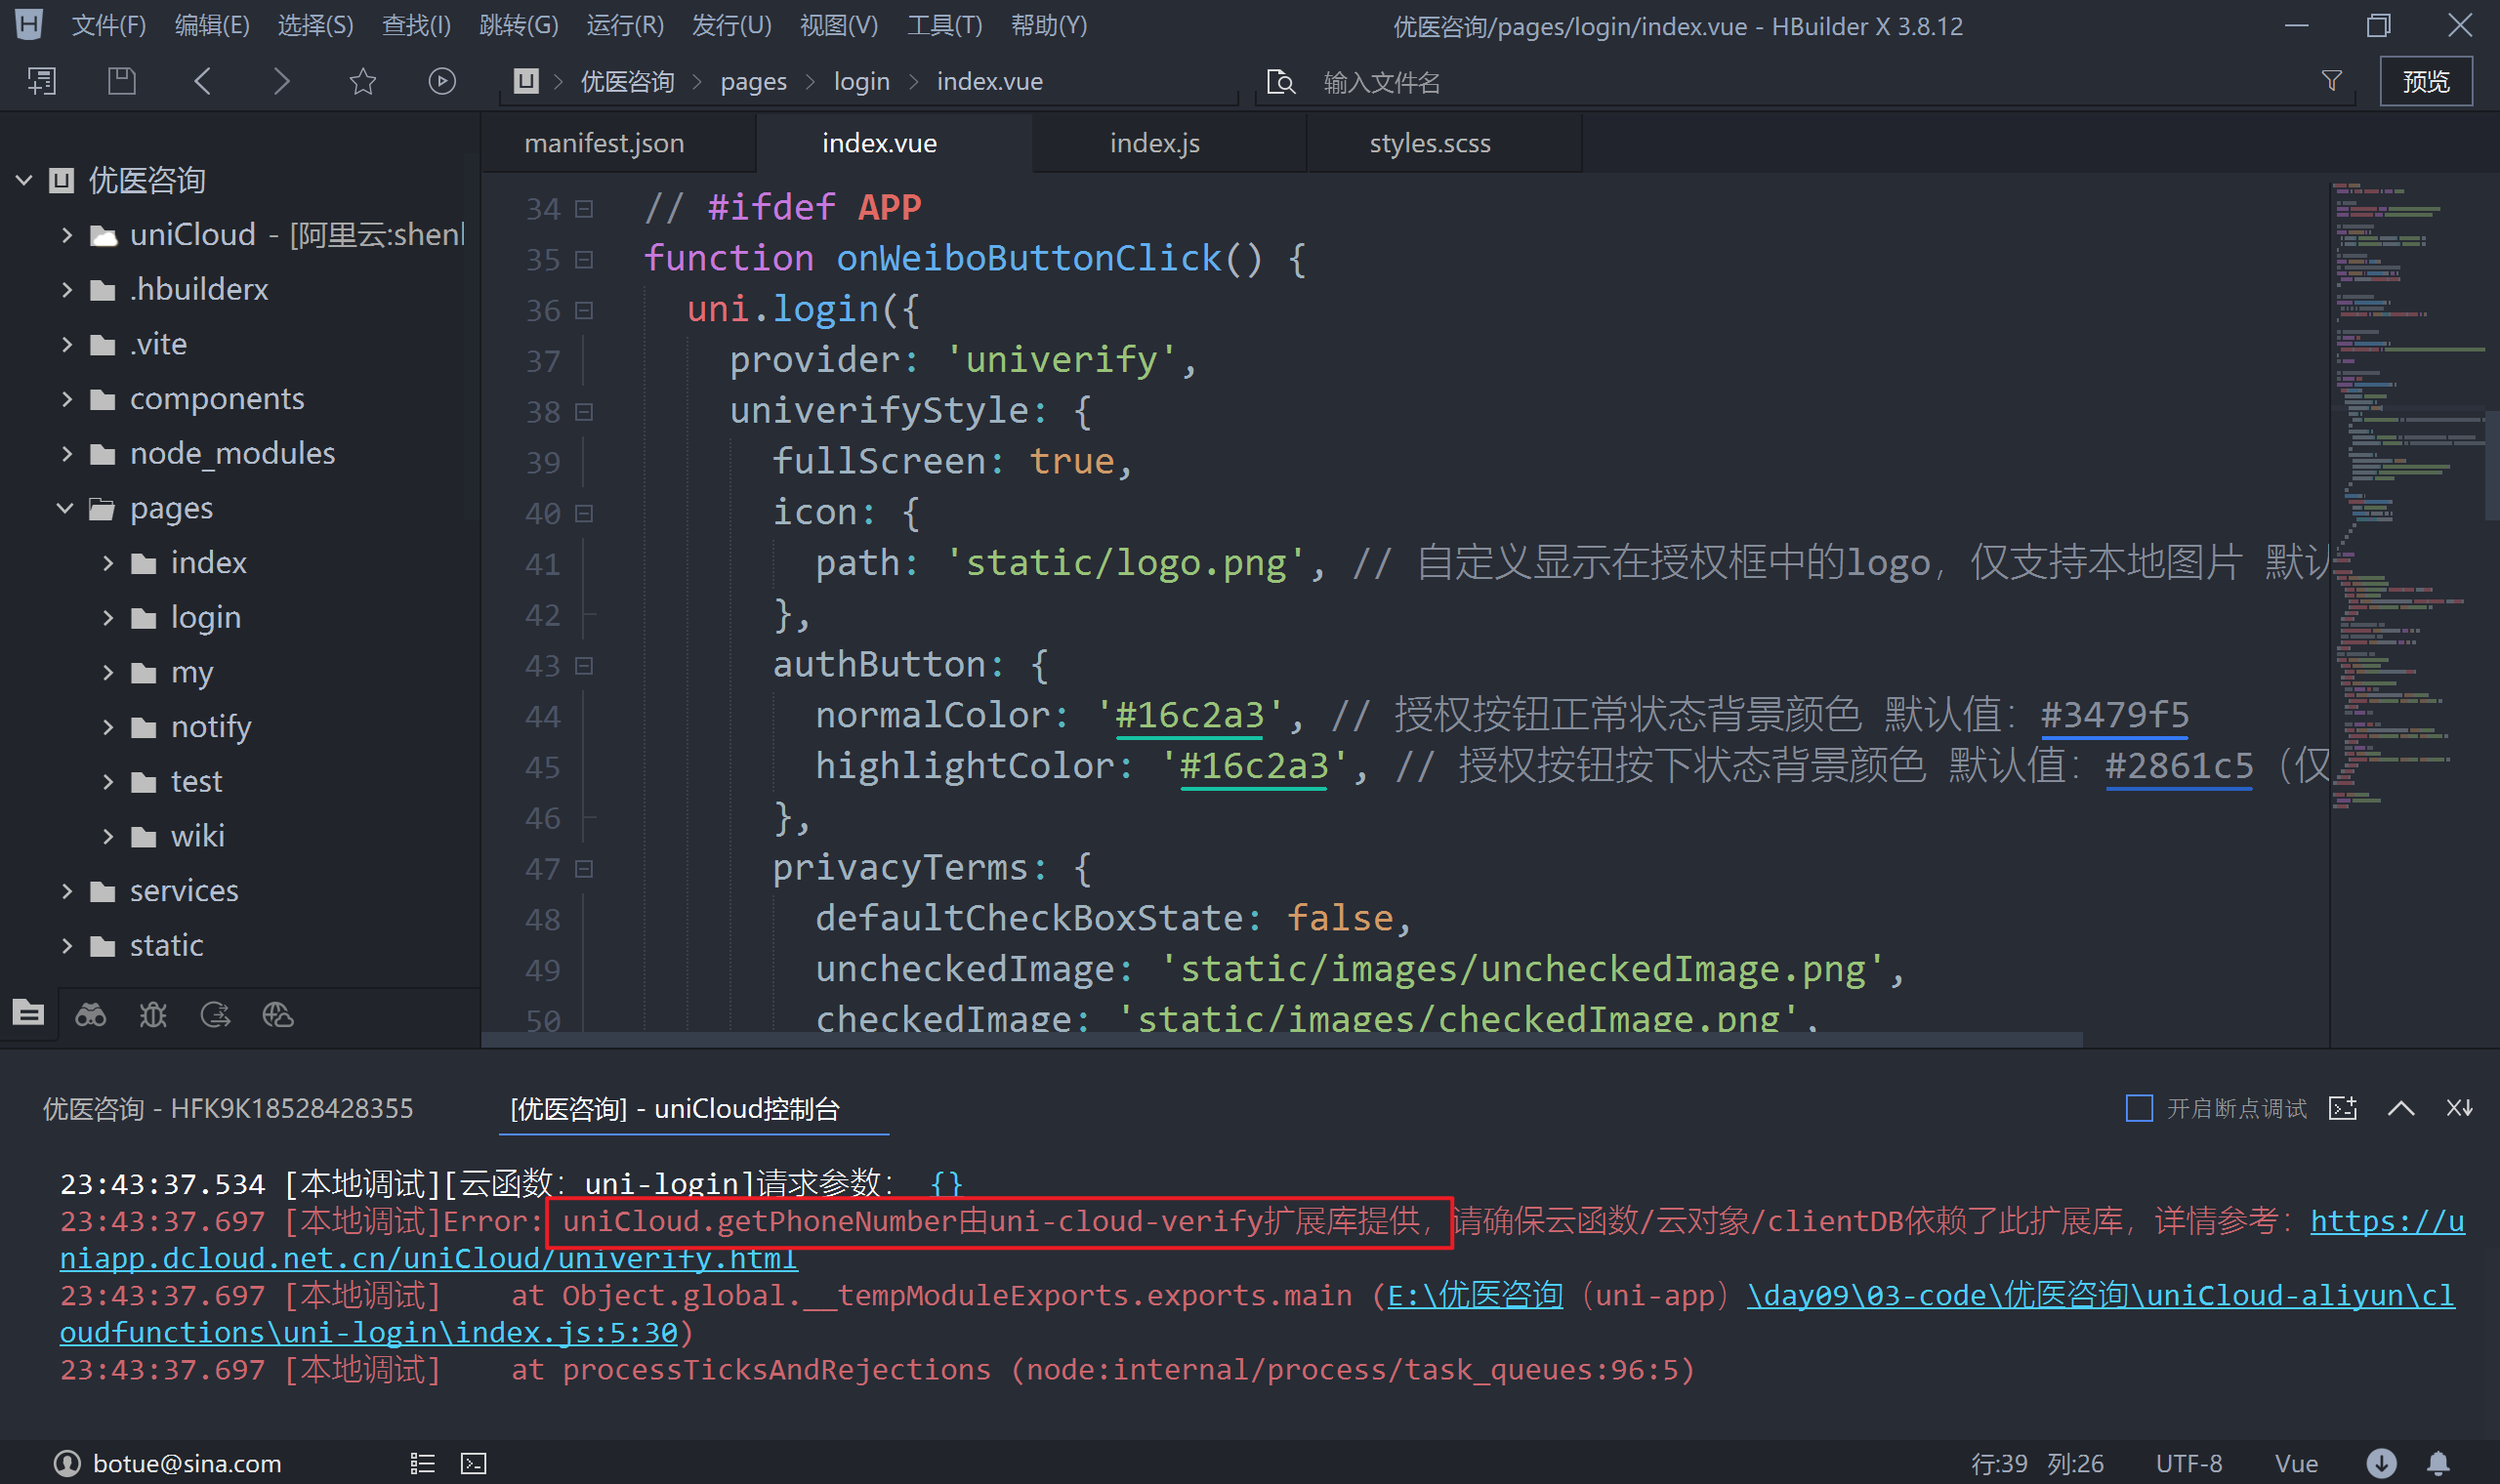 文件(F) 编辑(E) 选择(S) 查找(I) 跳转(G) 运行(R) 发行(U) 视图(V) 工具(T) 帮助(Y) 优医咨询/pages/login/index.vue - HBuilder X 3.8.12
优医咨询 pages login index.vue 输入文件名 预览
manifest.json index.vue index.js styles.scss
优医咨询
uniCloud - [阿里云:shenl
.hbuilderx
.vite
components
node_modules
pages
index
login
my
notify
test
wiki
services
static
34 // #ifdef APP
35 function onWeiboButtonClick() {
36 uni.login({
37 provider: 'univerify',
38 univerifyStyle: {
39 fullScreen: true,
40 icon: {
41 path: 'static/logo.png', // 自定义显示在授权框中的logo，仅支持本地图片 默认
42 },
43 authButton: {
44 normalColor: '#16c2a3', // 授权按钮正常状态背景颜色 默认值：#3479f5
45 highlightColor: '#16c2a3', // 授权按钮按下状态背景颜色 默认值：#2861c5（仅
46 },
47 privacyTerms: {
48 defaultCheckBoxState: false,
49 uncheckedImage: 'static/images/uncheckedImage.png',
50 checkedImage: 'static/images/checkedImage.png',
优医咨询 - HFK9K18528428355 [优医咨询] - uniCloud控制台 开启断点调试
23:43:37.534 [本地调试][云函数：uni-login]请求参数： {}
23:43:37.697 [本地调试]Error: uniCloud.getPhoneNumber由uni-cloud-verify扩展库提供，请确保云函数/云对象/clientDB依赖了此扩展库，详情参考：https://u
niapp.dcloud.net.cn/uniCloud/univerify.html
23:43:37.697 [本地调试] at Object.global.__tempModuleExports.exports.main (E:\优医咨询（uni-app）\day09\03-code\优医咨询\uniCloud-aliyun\cl
oudfunctions\uni-login\index.js:5:30)
23:43:37.697 [本地调试] at processTicksAndRejections (node:internal/process/task_queues:96:5)
botue@sina.com 行:39 列:26 UTF-8 Vue